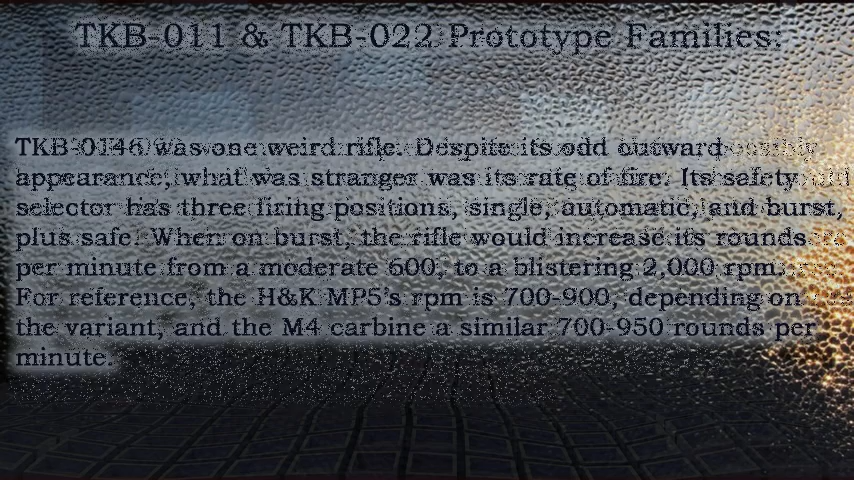 TKB-011 & TKB-022 Prototype Families:
TKB-0146 was one weird rifle. Despite its odd outward
appearance, what was stranger was its rate of fire. Its safety
selector has three firing positions, single, automatic, and burst,
plus safe. When on burst, the rifle would increase its rounds
per minute from a moderate 600, to a blistering 2,000 rpm.
For reference, the H&K MP5's rpm is 700-900, depending on
the variant, and the M4 carbine a similar 700-950 rounds per
minute.